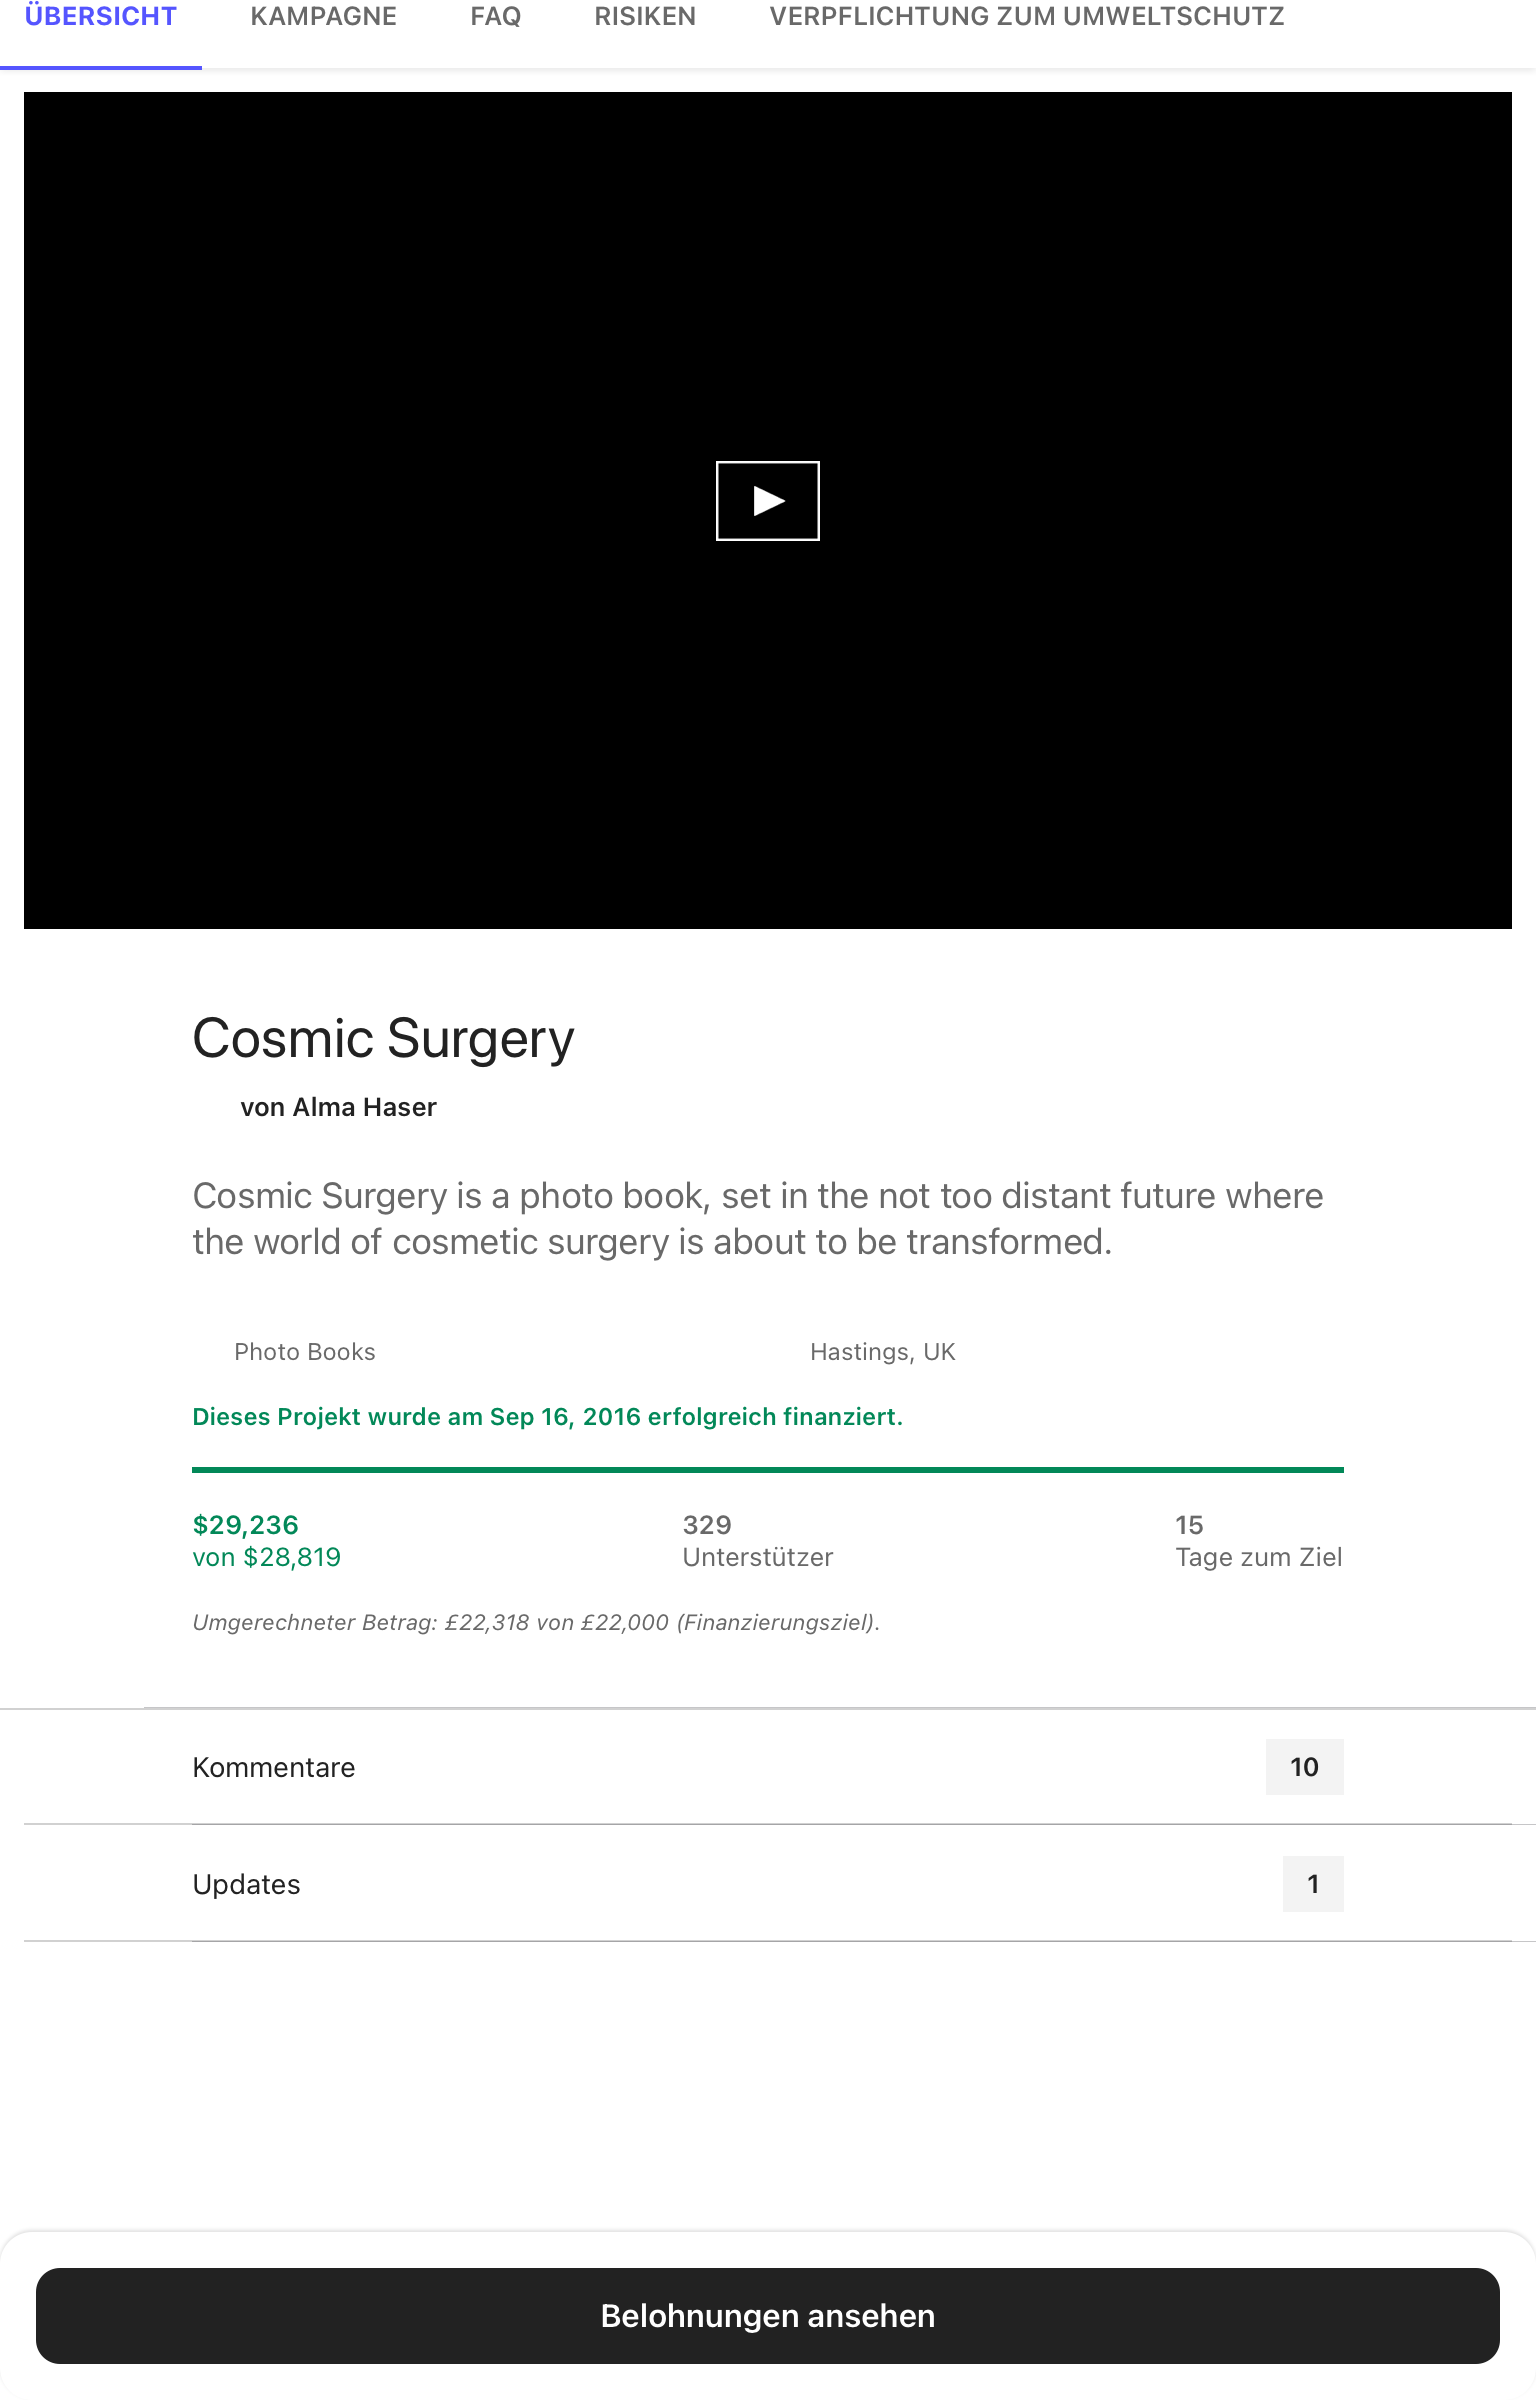 ÜBERSICHT KAMPAGNE FAQ RISIKEN VERPFLICHTUNG ZUM UMWELTSCHUTZ
Cosmic Surgery
von Alma Haser
Cosmic Surgery is a photo book, set in the not too distant future where
the world of cosmetic surgery is about to be transformed.
Photo Books Hastings, UK
Dieses Projekt wurde am Sep 16, 2016 erfolgreich finanziert.
$29,236 329 15
von $28,819 Unterstützer Tage zum Ziel
Umgerechneter Betrag: £22,318 von £22,000 (Finanzierungsziel).
Kommentare 10
Updates 1
Belohnungen ansehen